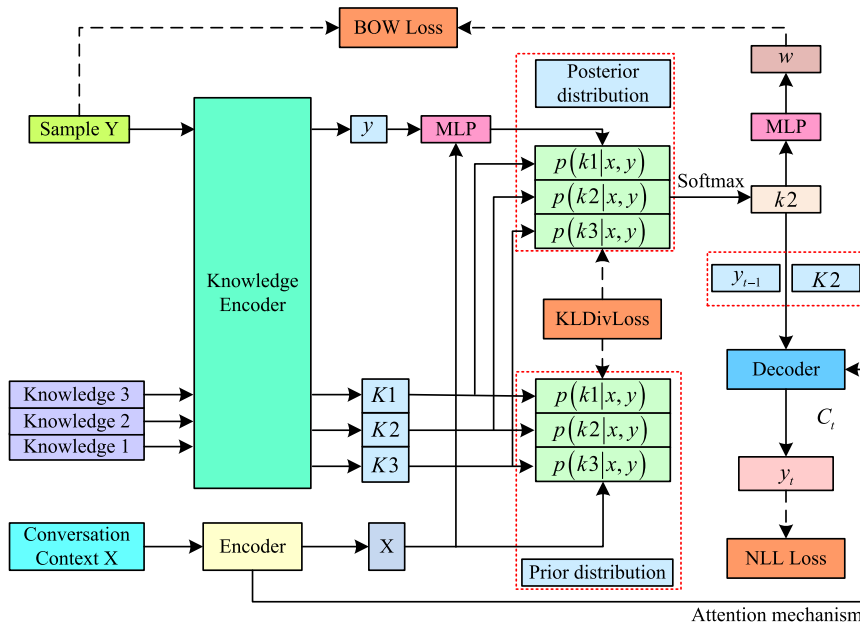 BOW Loss
w
Posterior
distribution
Sample Y
y
MLP
MLP
p(k1|x, y)
p(k2|x, y)
p(k3|x, y)
Softmax
k2
Knowledge
Encoder
y_{t-1}
K2
KLDivLoss
Decoder
Knowledge 3
Knowledge 2
Knowledge 1
K1
K2
K3
p(k1|x, y)
p(k2|x, y)
p(k3|x, y)
C_t
y_t
Conversation
Context X
Encoder
X
Prior distribution
NLL Loss
Attention mechanism